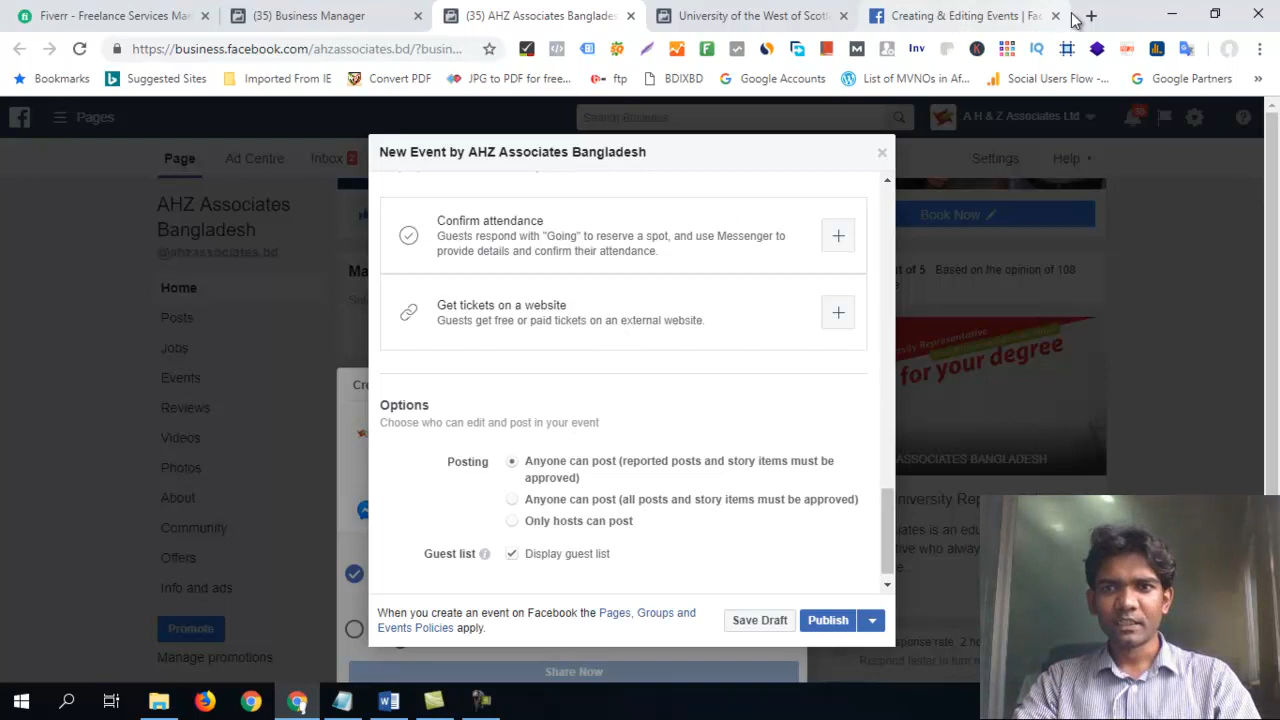 Fiverr - Freelance Services Mar
(35) Business Manager
(35) AHZ Associates Banglades
University of the West of Scotl
Creating & Editing Events | Fac
https://business.facebook.com/ahzassociates.bd/?busin...
Inv
Bookmarks
Suggested Sites
Imported From IE
Convert PDF
JPG to PDF for free...
ftp
BDIXBD
Google Accounts
List of MVNOs in Af...
Social Users Flow -...
Google Partners
Pages
Search Business
A H & Z Associates Ltd
Page
Ad Centre
Inbox 2
Settings
Help
New Event by AHZ Associates Bangladesh
AHZ Associates
Bangladesh
@ahzassociates.bd
Book Now
Confirm attendance
Guests respond with "Going" to reserve a spot, and use Messenger to
provide details and confirm their attendance.
Get tickets on a website
Guests get free or paid tickets on an external website.
of 5 Based on the opinion of 108
Home
Posts
Jobs
Events
Reviews
Videos
Photos
About
Community
Offers
Info and ads
Promote
Manage promotions
for your degree
ASSOCIATES BANGLADESH
Options
Choose who can edit and post in your event
Posting
Anyone can post (reported posts and story items must be
approved)
Anyone can post (all posts and story items must be approved)
Only hosts can post
Guest list
Display guest list
When you create an event on Facebook the Pages, Groups and
Events Policies apply.
Save Draft
Publish
Share Now